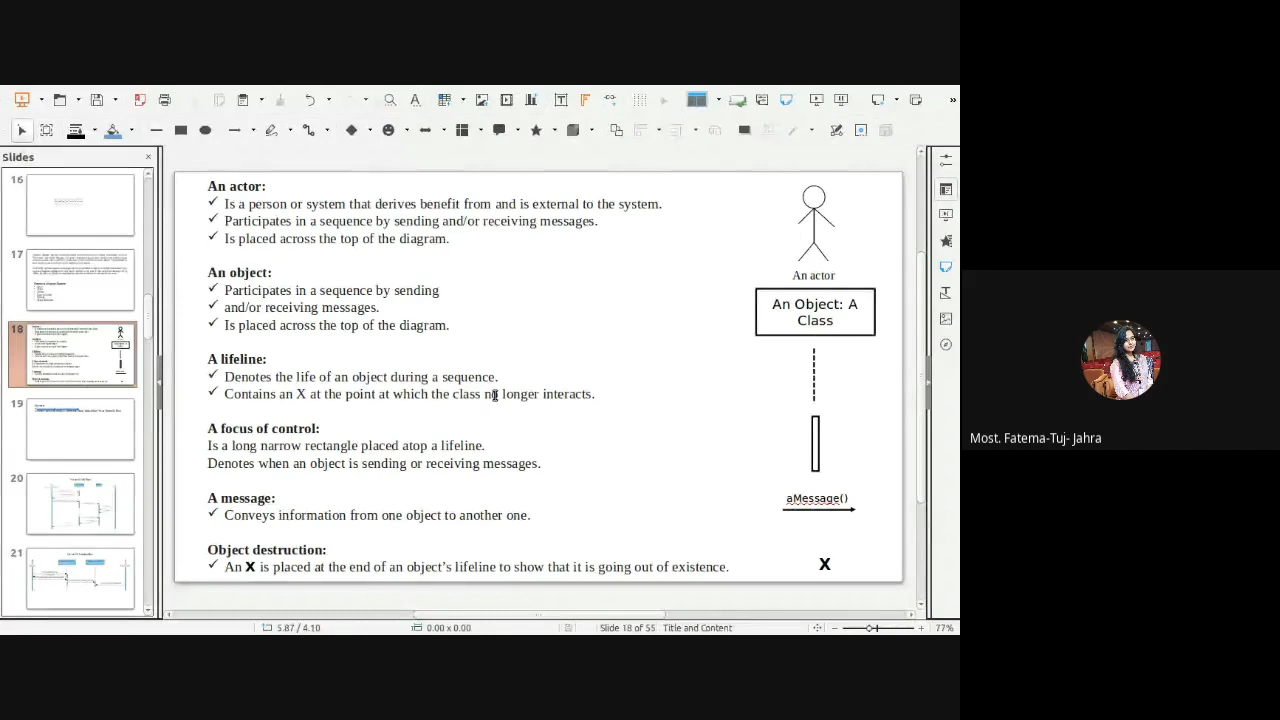 Slides
16
17
18
19
20
21
An actor:
Is a person or system that derives benefit from and is external to the system.
Participates in a sequence by sending and/or receiving messages.
Is placed across the top of the diagram.
An actor
An object:
Participates in a sequence by sending
and/or receiving messages.
Is placed across the top of the diagram.
An Object: A
Class
A lifeline:
Denotes the life of an object during a sequence.
Contains an X at the point at which the class no longer interacts.
A focus of control:
Is a long narrow rectangle placed atop a lifeline.
Denotes when an object is sending or receiving messages.
A message:
Conveys information from one object to another one.
aMessage()
Object destruction:
An X is placed at the end of an object’s lifeline to show that it is going out of existence.
X
5.87 / 4.10
0.00 x 0.00
Slide 18 of 55
Title and Content
77%
Most. Fatema-Tuj- Jahra